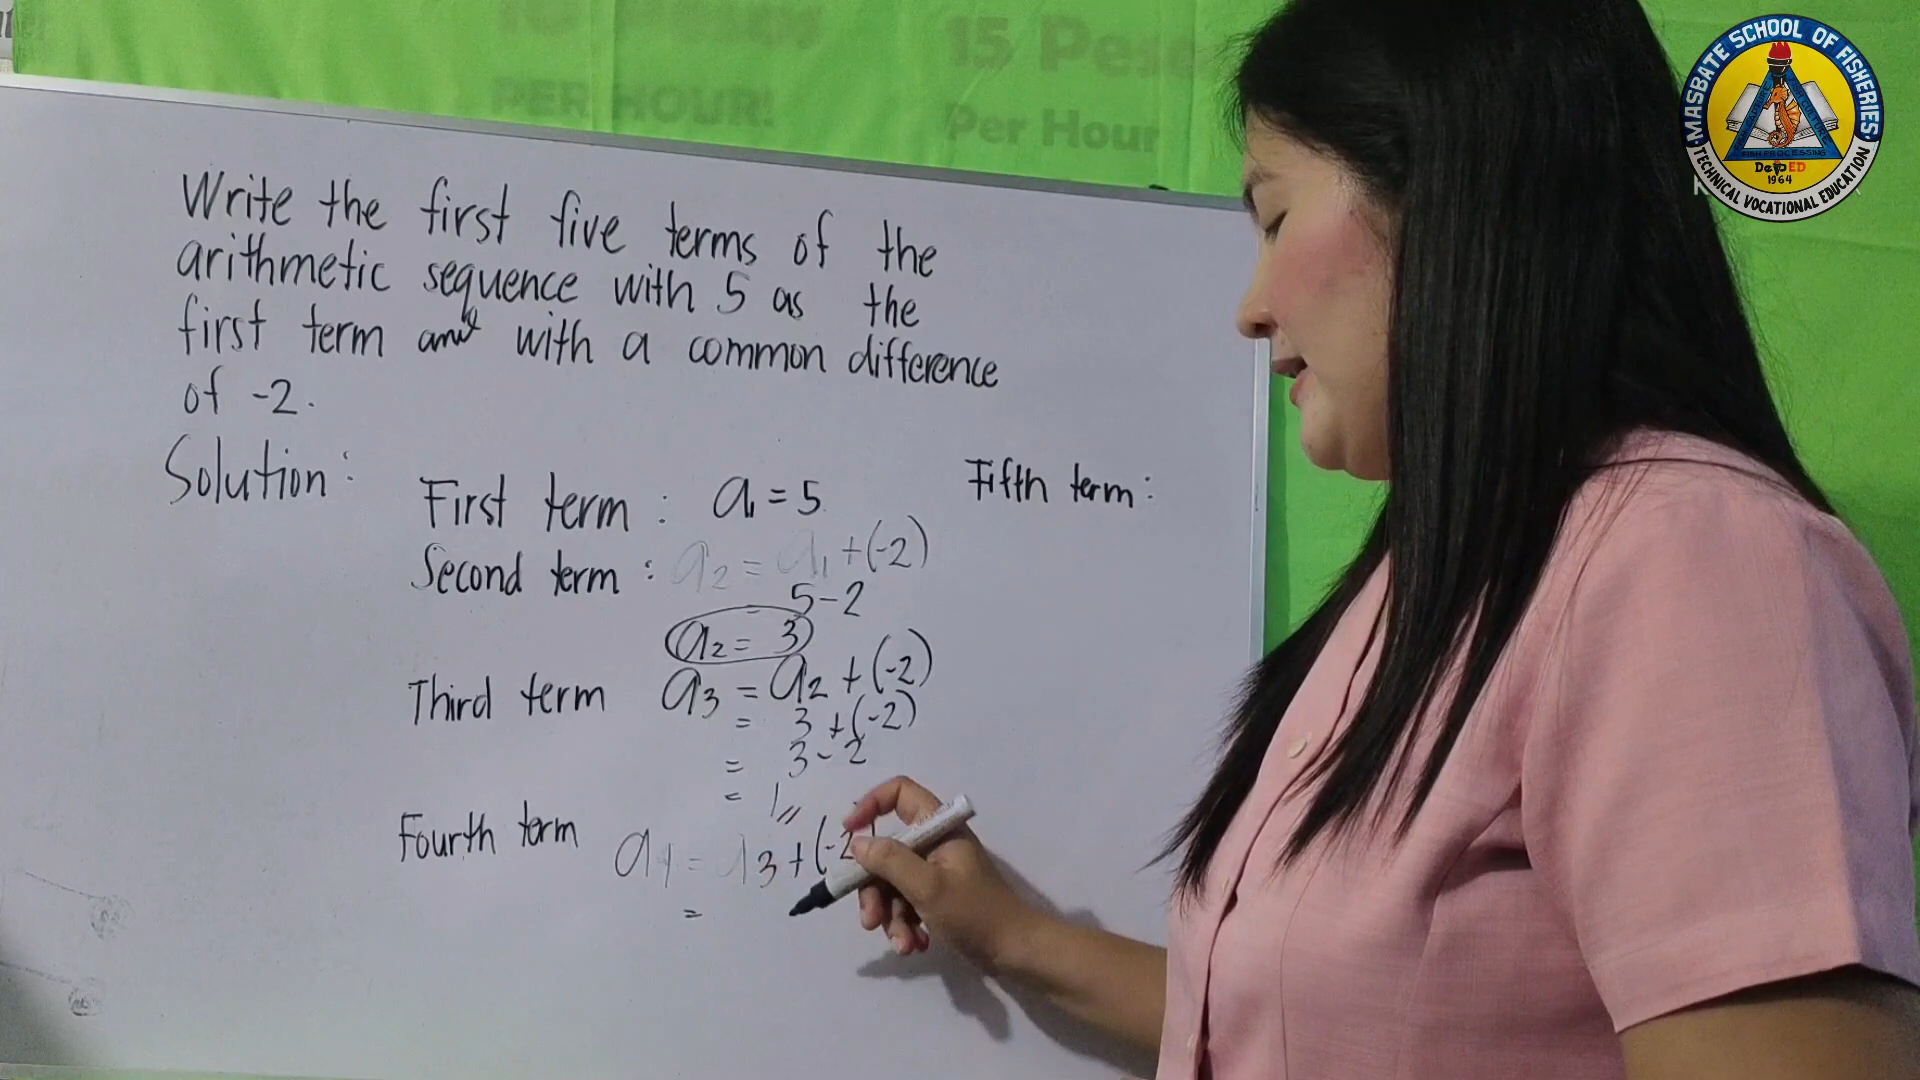 15 Pese
PER HOUR!
Per Hour
MASBATE SCHOOL OF FISHERIES
FISH PROCESSING
DepED
1964
TECHNICAL VOCATIONAL EDUCATION
Write the first five terms of the
arithmetic sequence with 5 as the
first term and with a common difference
of -2.
Solution:
First term : a₁ = 5
Second term : a₂ = a₁ + (-2)
= 5-2
a₂ = 3
Third term a₃ = a₂ + (-2)
= 3 + (-2)
= 3 - 2
= 1
Fourth term a₄ = a₃ + (-2)
=
Fifth term: